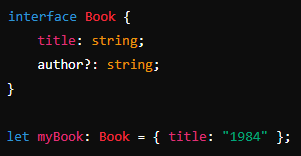 interface Book {
    title: string;
    author?: string;
}

let myBook: Book = { title: "1984" };